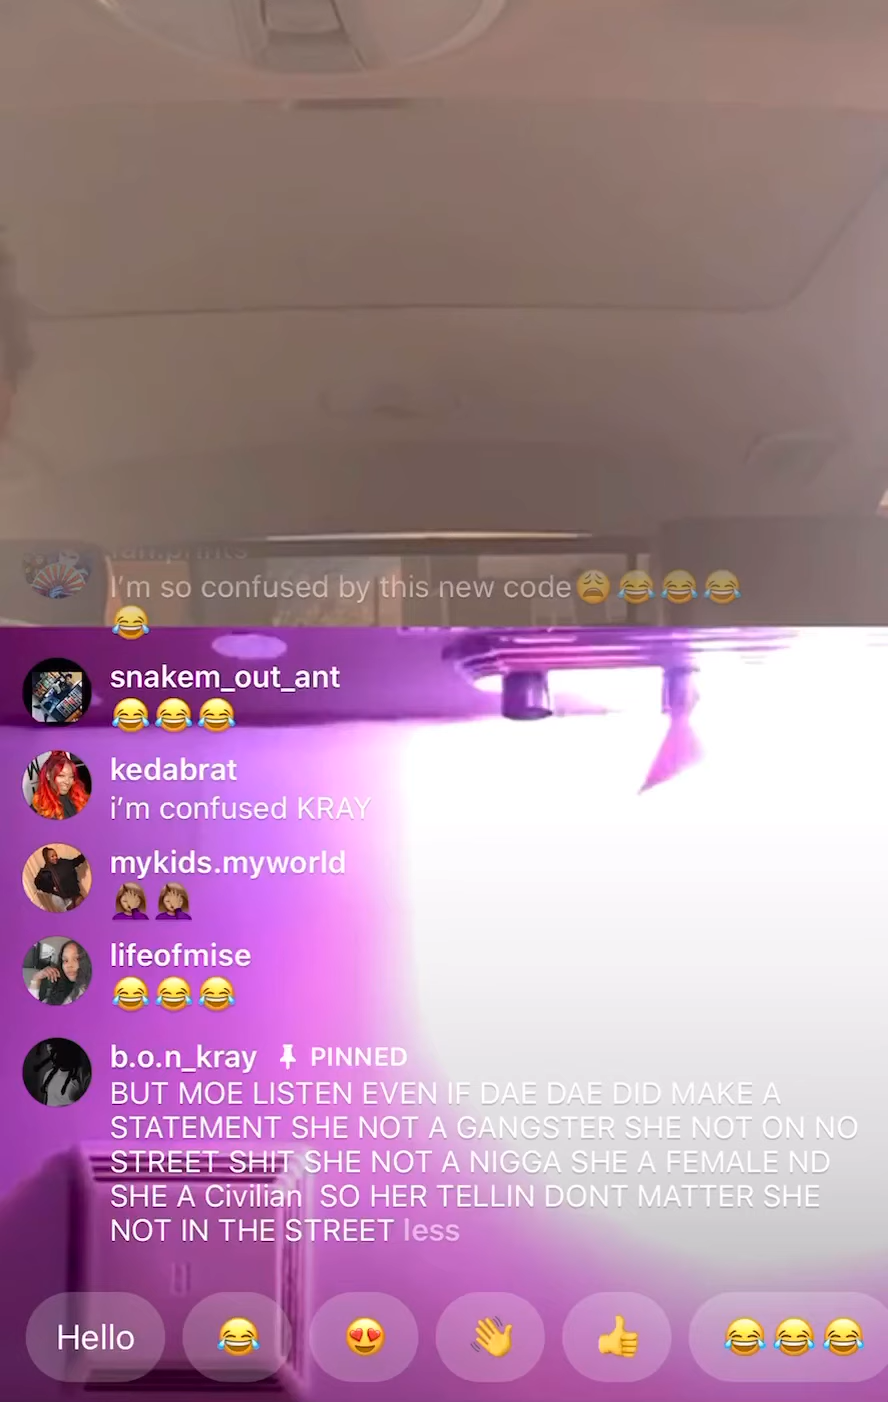 I'm so confused by this new code😩😂😂😂
😂
snakem_out_ant
😂😂😂
kedabrat
i'm confused KRAY
mykids.myworld
🤦🏽‍♀️🤦🏽‍♀️
lifeofmise
😂😂😂
b.o.n_kray 📌 PINNED
BUT MOE LISTEN EVEN IF DAE DAE DID MAKE A
STATEMENT SHE NOT A GANGSTER SHE NOT ON NO
STREET SHIT SHE NOT A NIGGA SHE A FEMALE ND
SHE A Civilian  SO HER TELLIN DONT MATTER SHE
NOT IN THE STREET less
Hello 😂 😍 👋 👍 😂😂😂